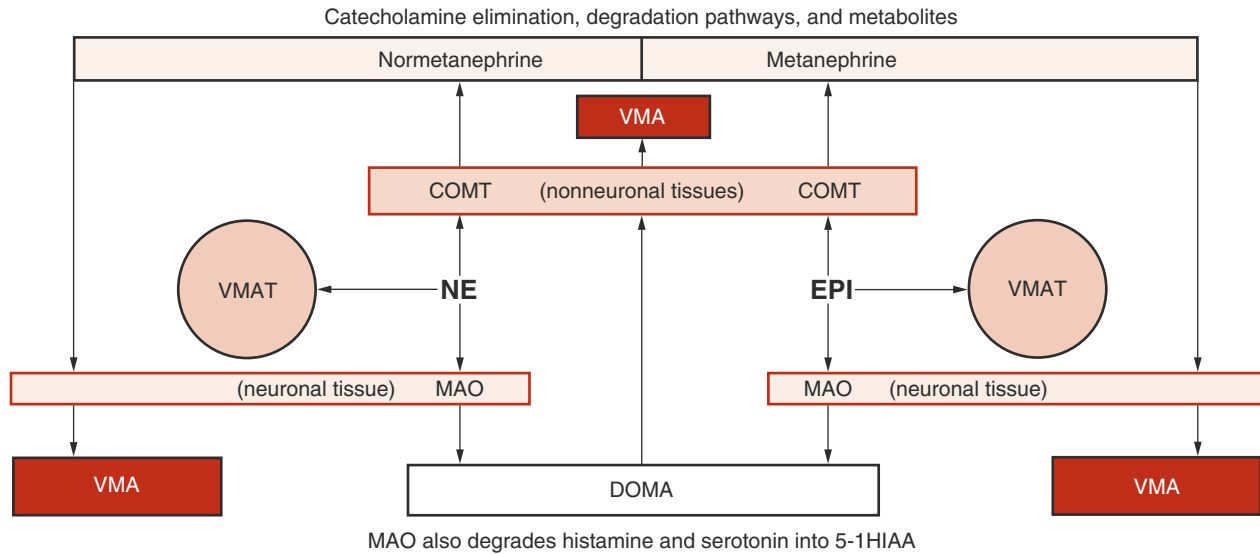 Catecholamine elimination, degradation pathways, and metabolites
Normetanephrine Metanephrine
VMA
COMT (nonneuronal tissues) COMT
VMAT NE EPI VMAT
(neuronal tissue) MAO MAO (neuronal tissue)
VMA DOMA VMA
MAO also degrades histamine and serotonin into 5-1HIAA